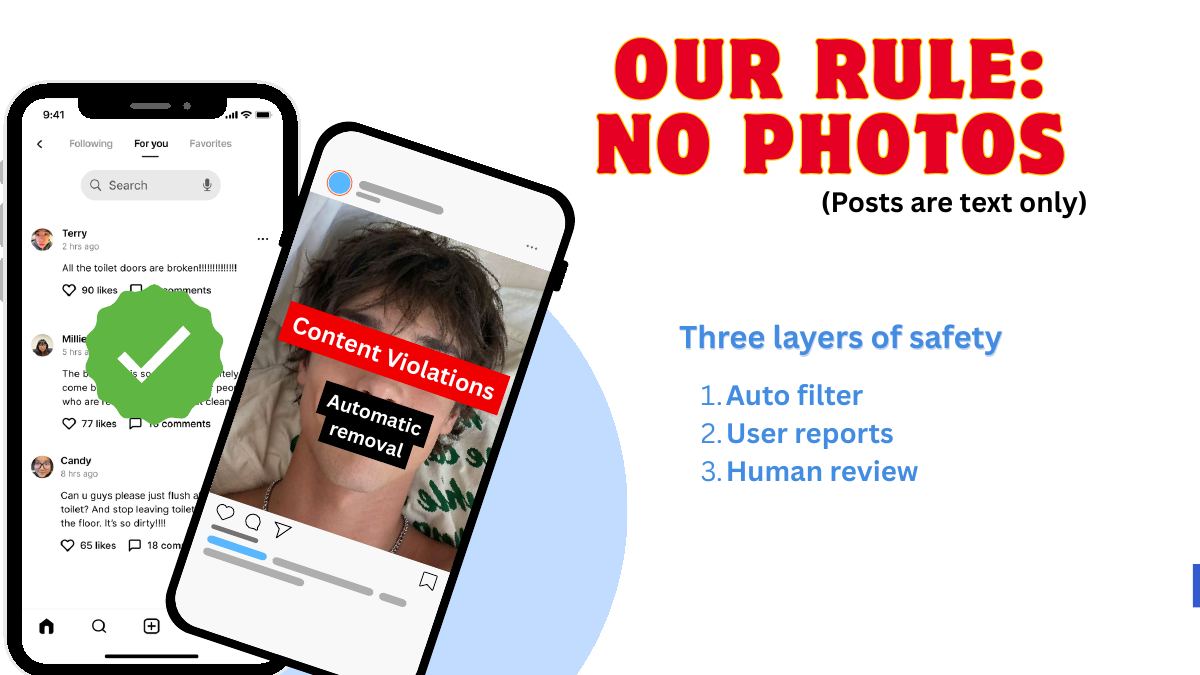 OUR RULE:
NO PHOTOS
(Posts are text only)
Three layers of safety
1. Auto filter
2. User reports
3. Human review
9:41
Following For you Favorites
Search
Terry
2 hrs ago
All the toilet doors are broken!!!!!!!!!!!!!!
90 likes
Millie
5 hrs
The
come
who are clean
77 likes comments
Candy
8 hrs ago
Can u guys please just flush
toilet? And stop leaving
the floor. It's so dirty!!!!
65 likes 18
Content Violations
Automatic
removal